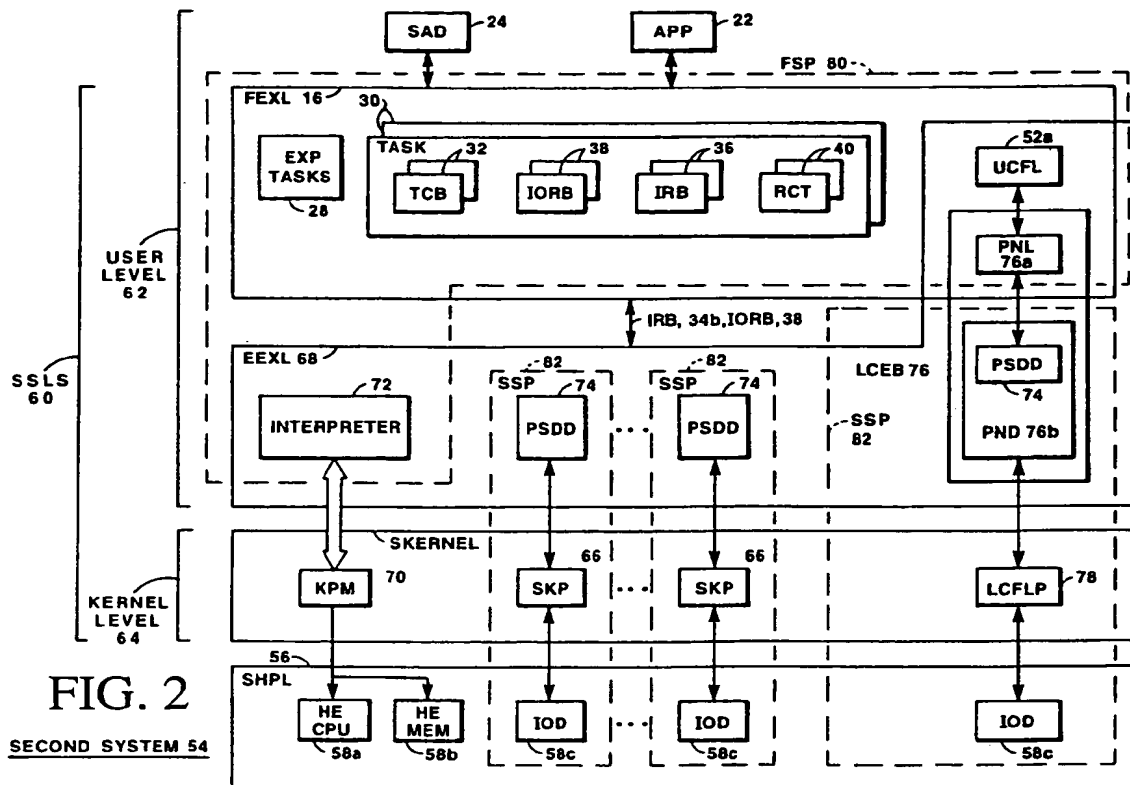 SAD
24
APP
22
FSP 80
FEXL 16
30
TASK
EXP
TASKS
28
32
TCB
38
IORB
36
IRB
40
RCT
52a
UCFL
PNL
76a
USER
LEVEL
62
IRB, 34b, IORB, 38
EEXL 68
72
INTERPRETER
82
SSP
74
PSDD
82
SSP
74
PSDD
LCEB 76
PSDD
74
PND 76b
SSP
82
SSLS
60
SKERNEL
KPM
70
66
SKP
66
SKP
LCFLP
78
KERNEL
LEVEL
64
56
SHPL
FIG. 2
SECOND SYSTEM 54
HE
CPU
58a
HE
MEM
58b
IOD
58c
IOD
58c
IOD
58c